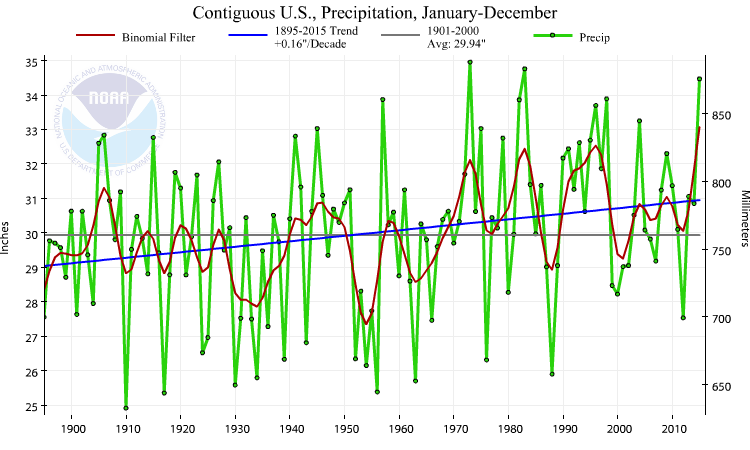 Contiguous U.S., Precipitation, January-December
Binomial Filter
1895-2015 Trend
+0.16"/Decade
1901-2000
Avg: 29.94"
Precip
NATIONAL OCEANIC AND ATMOSPHERIC ADMINISTRATION
NOAA
U.S. DEPARTMENT OF COMMERCE
35
34
33
32
31
30
29
28
27
26
25
Inches
850
800
750
700
650
Millimeters
1900
1910
1920
1930
1940
1950
1960
1970
1980
1990
2000
2010